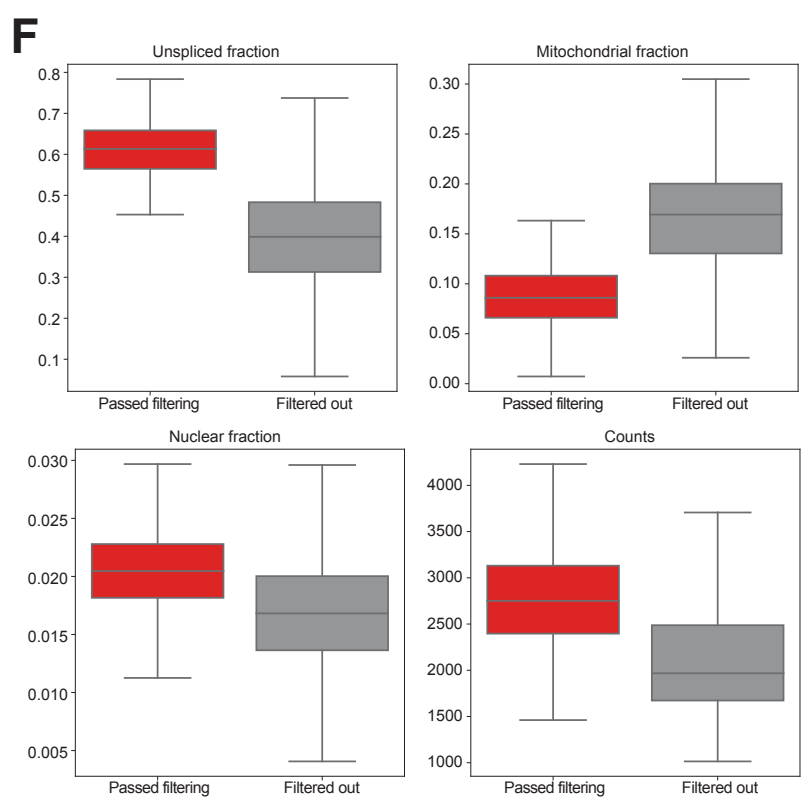 F
Unspliced fraction
0.8
0.7
0.6
0.5
0.4
0.3
0.2
0.1
Passed filtering
Filtered out
Mitochondrial fraction
0.30
0.25
0.20
0.15
0.10
0.05
0.00
Passed filtering
Filtered out
Nuclear fraction
0.030
0.025
0.020
0.015
0.010
0.005
Passed filtering
Filtered out
Counts
4000
3500
3000
2500
2000
1500
1000
Passed filtering
Filtered out